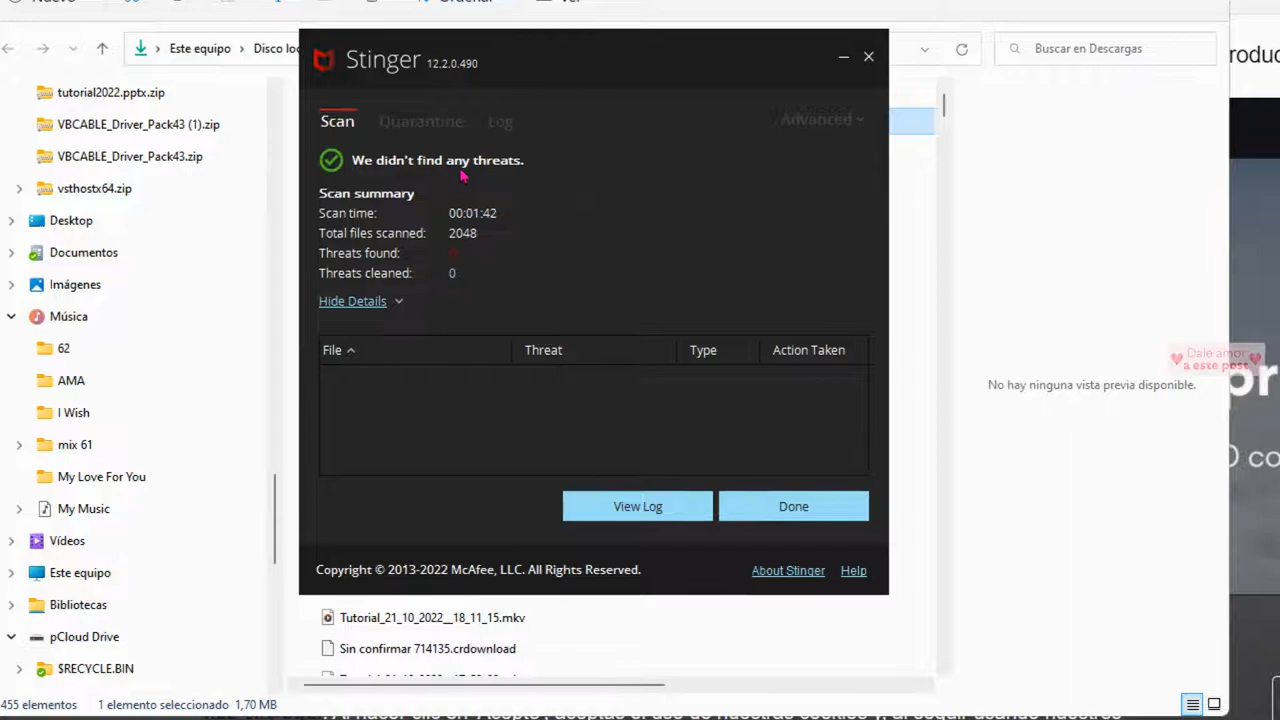 Este equipo
Disco loc
Buscar en Descargas
Stinger 12.2.0.490
Scan
Quarantine
Log
Advanced
We didn't find any threats.
Scan summary
Scan time: 00:01:42
Total files scanned: 2048
Threats found: 0
Threats cleaned: 0
Hide Details
File
Threat
Type
Action Taken
View Log
Done
Copyright © 2013-2022 McAfee, LLC. All Rights Reserved.
About Stinger
Help
tutorial2022.pptx.zip
VBCABLE_Driver_Pack43 (1).zip
VBCABLE_Driver_Pack43.zip
vsthostx64.zip
Desktop
Documentos
Imágenes
Música
62
AMA
I Wish
mix 61
My Love For You
My Music
Vídeos
Este equipo
Bibliotecas
pCloud Drive
$RECYCLE.BIN
Tutorial_21_10_2022__18_11_15.mkv
Sin confirmar 714135.crdownload
No hay ninguna vista previa disponible.
Dale amor
a este post
roduc
pr
O co
455 elementos
1 elemento seleccionado 1,70 MB